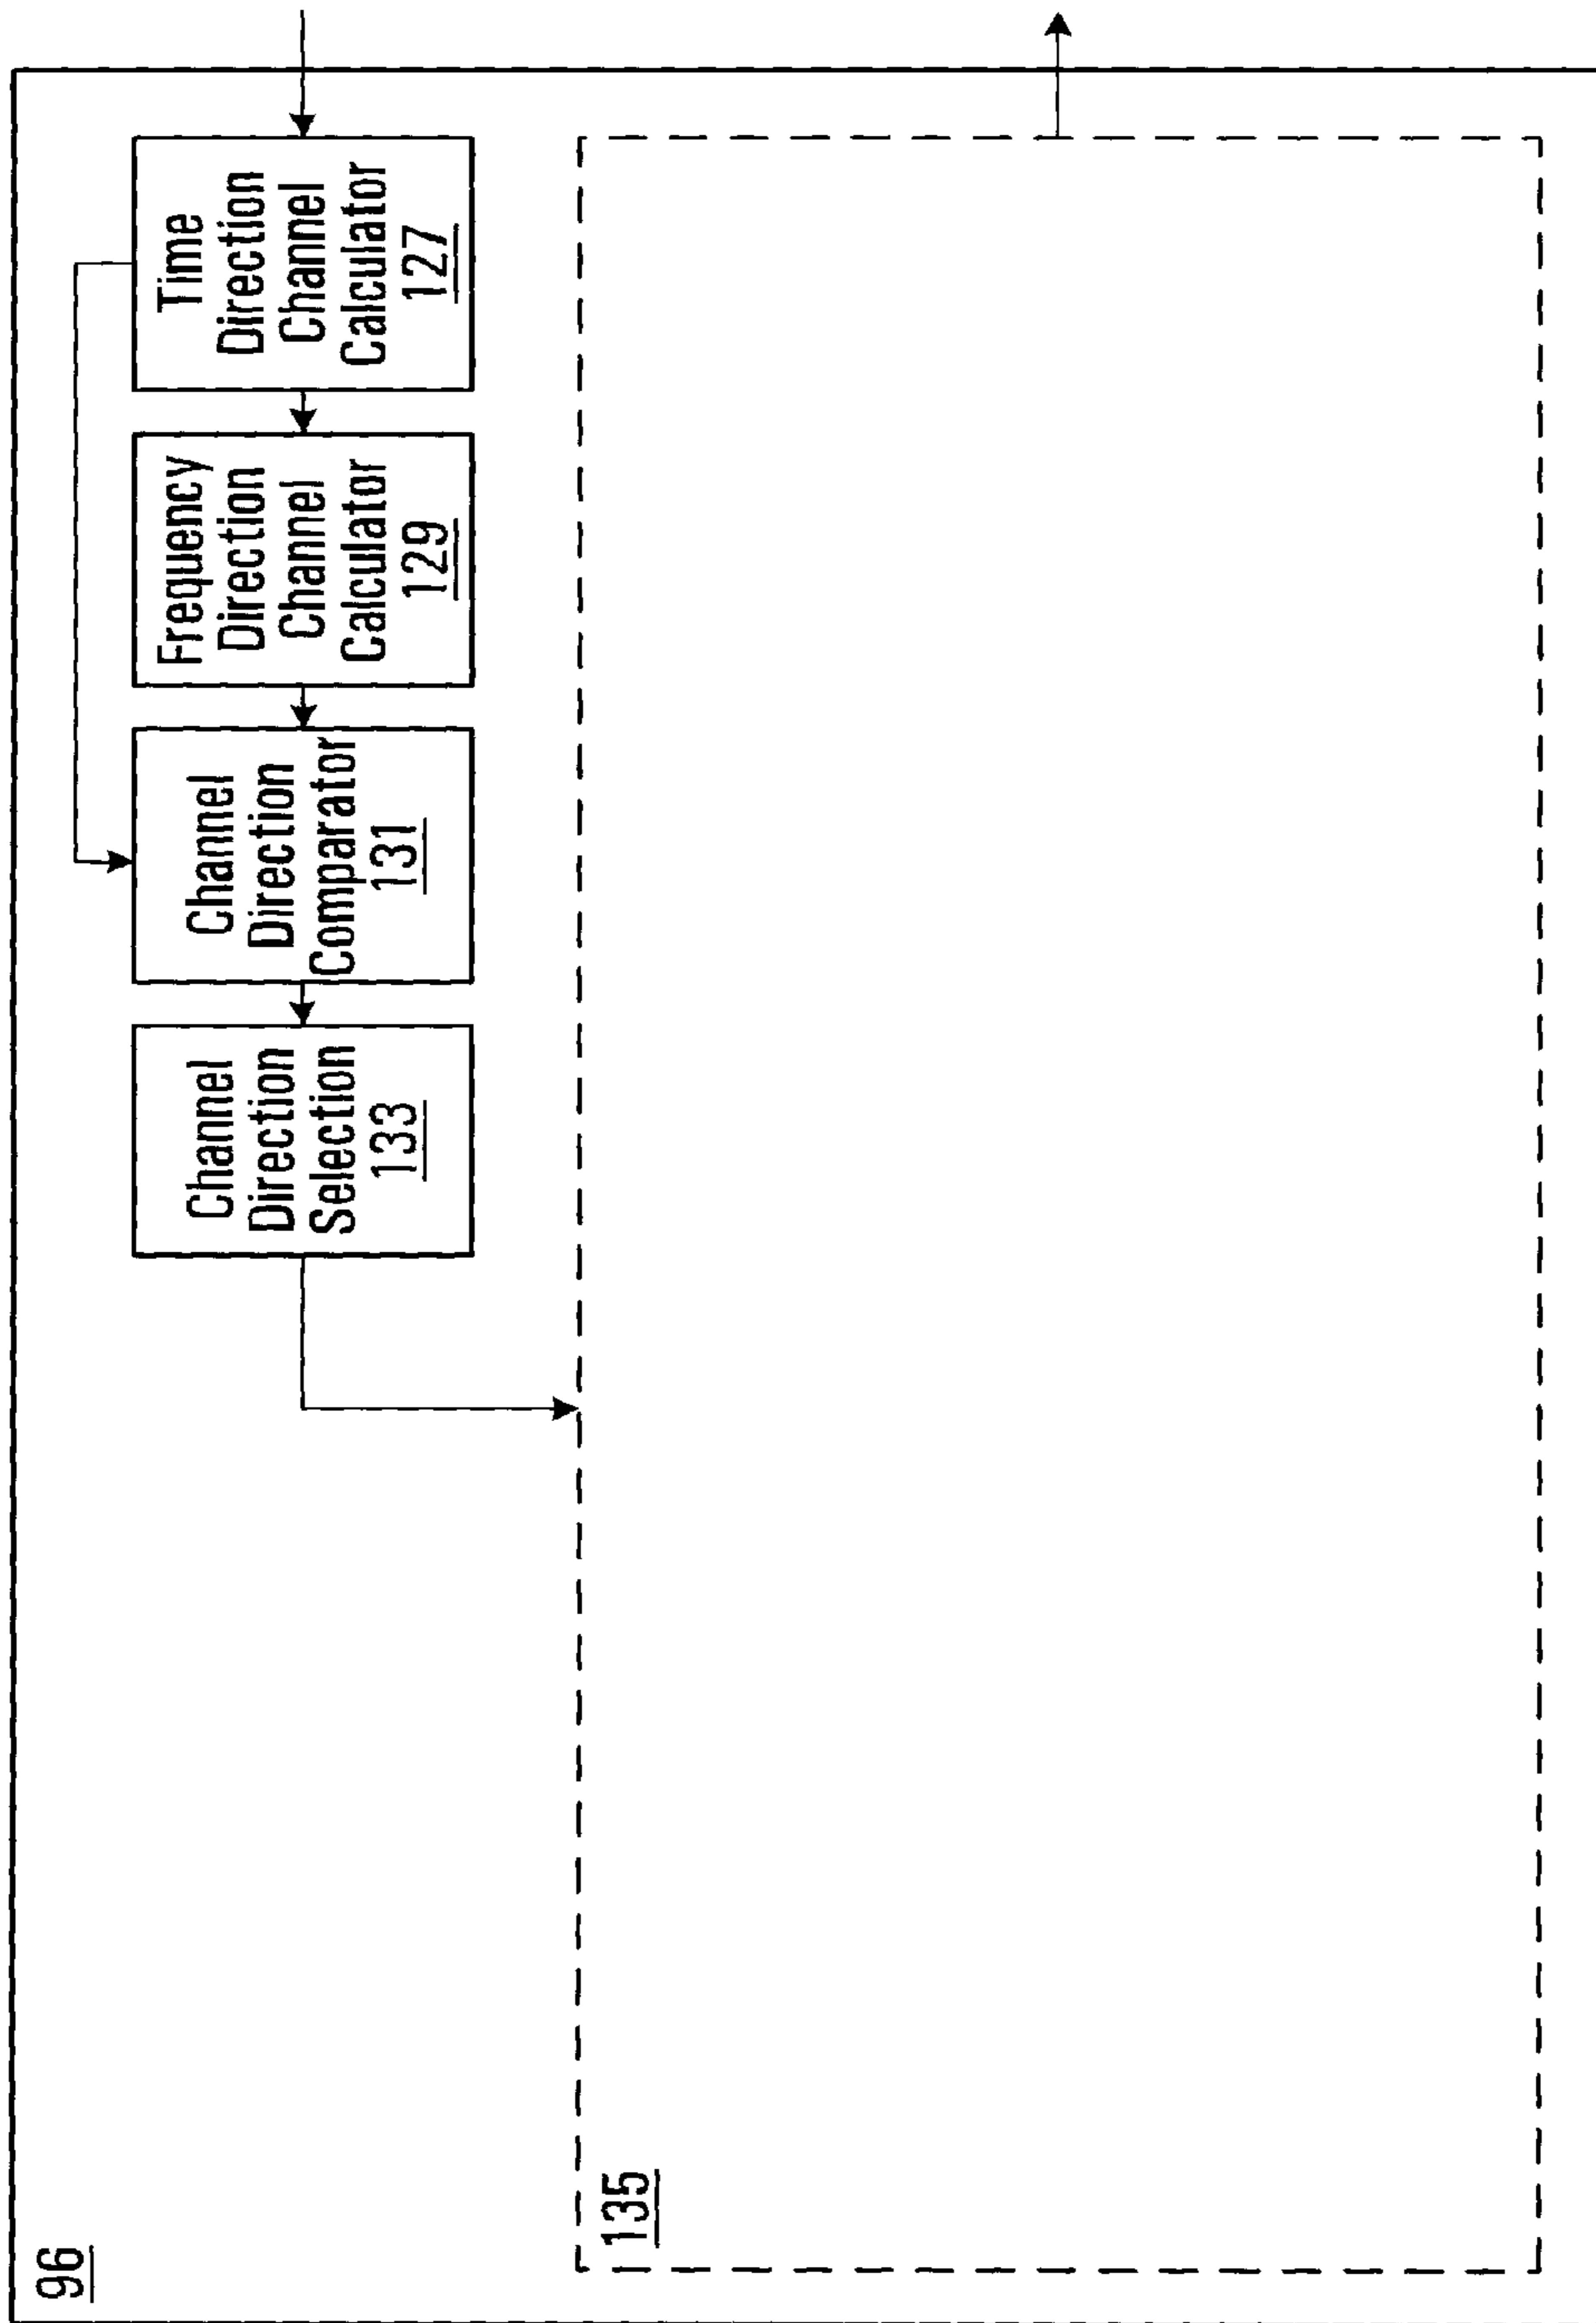 96
Channel
Direction
Selection
133
Channel
Direction
Comparator
131
Frequency
Direction
Channel
Calculator
129
Time
Direction
Channel
Calculator
127
135